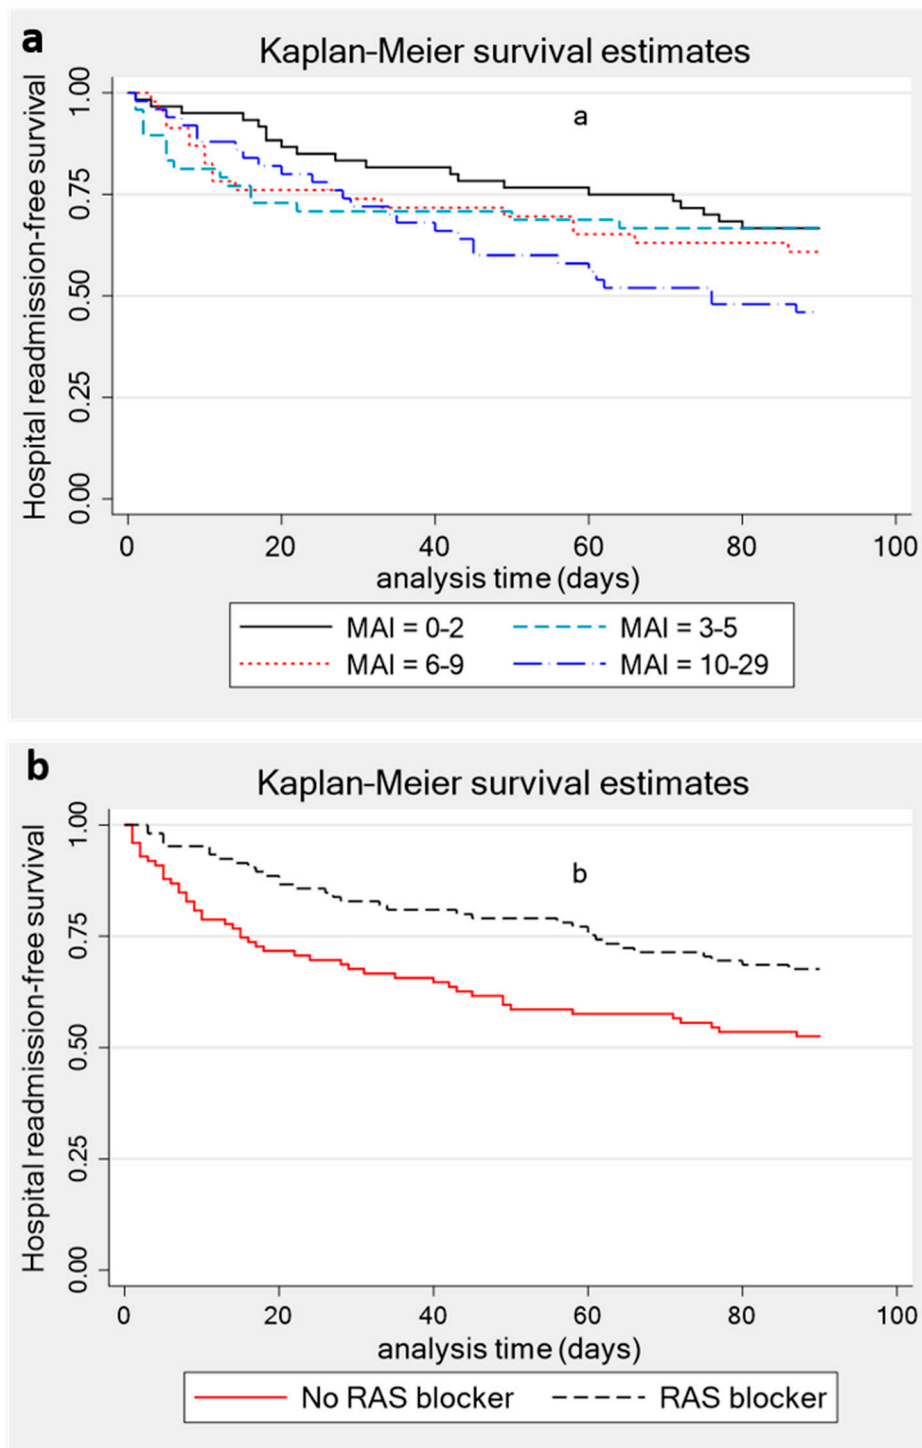 a
Kaplan-Meier survival estimates
Hospital readmission-free survival
1.00
0.75
0.50
0.25
0.00
a
0 20 40 60 80 100
analysis time (days)
MAI = 0-2 MAI = 3-5
MAI = 6-9 MAI = 10-29
b
Kaplan-Meier survival estimates
Hospital readmission-free survival
1.00
0.75
0.50
0.25
0.00
b
0 20 40 60 80 100
analysis time (days)
No RAS blocker RAS blocker